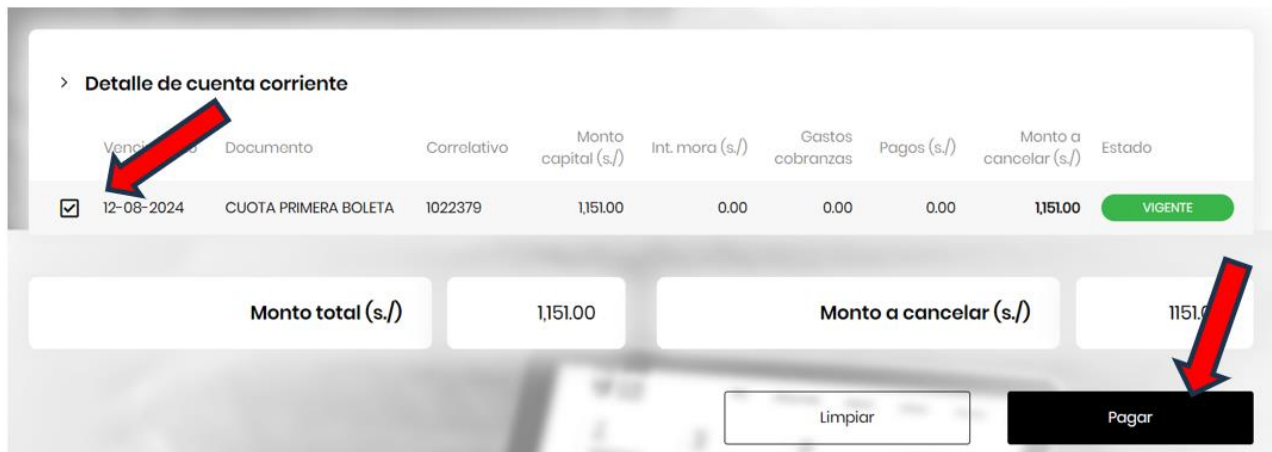 > Detalle de cuenta corriente
Documento Correlativo Monto capital (s./) Int. mora (s./) Gastos cobranzas Pagos (s./) Monto a cancelar (s./) Estado
12-08-2024 CUOTA PRIMERA BOLETA 1022379 1,151.00 0.00 0.00 0.00 1,151.00 VIGENTE
Monto total (s./) 1,151.00 Monto a cancelar (s./)
Limpiar Pagar